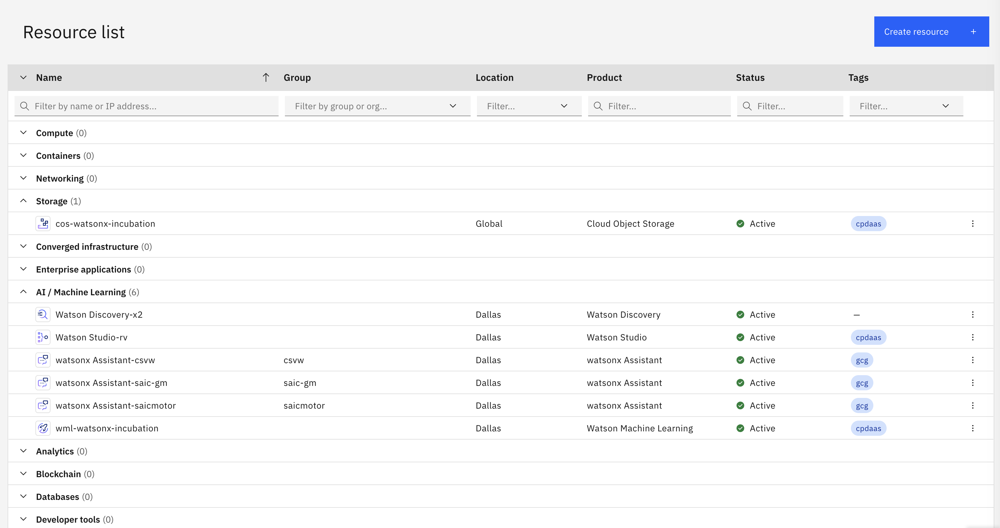 Resource list
Create resource +
Name Group Location Product Status Tags
Filter by name or IP address... Filter by group or org... Filter... Filter... Filter... Filter...
Compute (0)
Containers (0)
Networking (0)
Storage (1)
cos-watsonx-incubation Global Cloud Object Storage Active cpdaas
Converged infrastructure (0)
Enterprise applications (0)
AI / Machine Learning (6)
Watson Discovery-x2 Dallas Watson Discovery Active –
Watson Studio-rv Dallas Watson Studio Active cpdaas
watsonx Assistant-csvw csvw Dallas watsonx Assistant Active gcg
watsonx Assistant-saic-gm saic-gm Dallas watsonx Assistant Active gcg
watsonx Assistant-saicmotor saicmotor Dallas watsonx Assistant Active gcg
wml-watsonx-incubation Dallas Watson Machine Learning Active cpdaas
Analytics (0)
Blockchain (0)
Databases (0)
Developer tools (0)